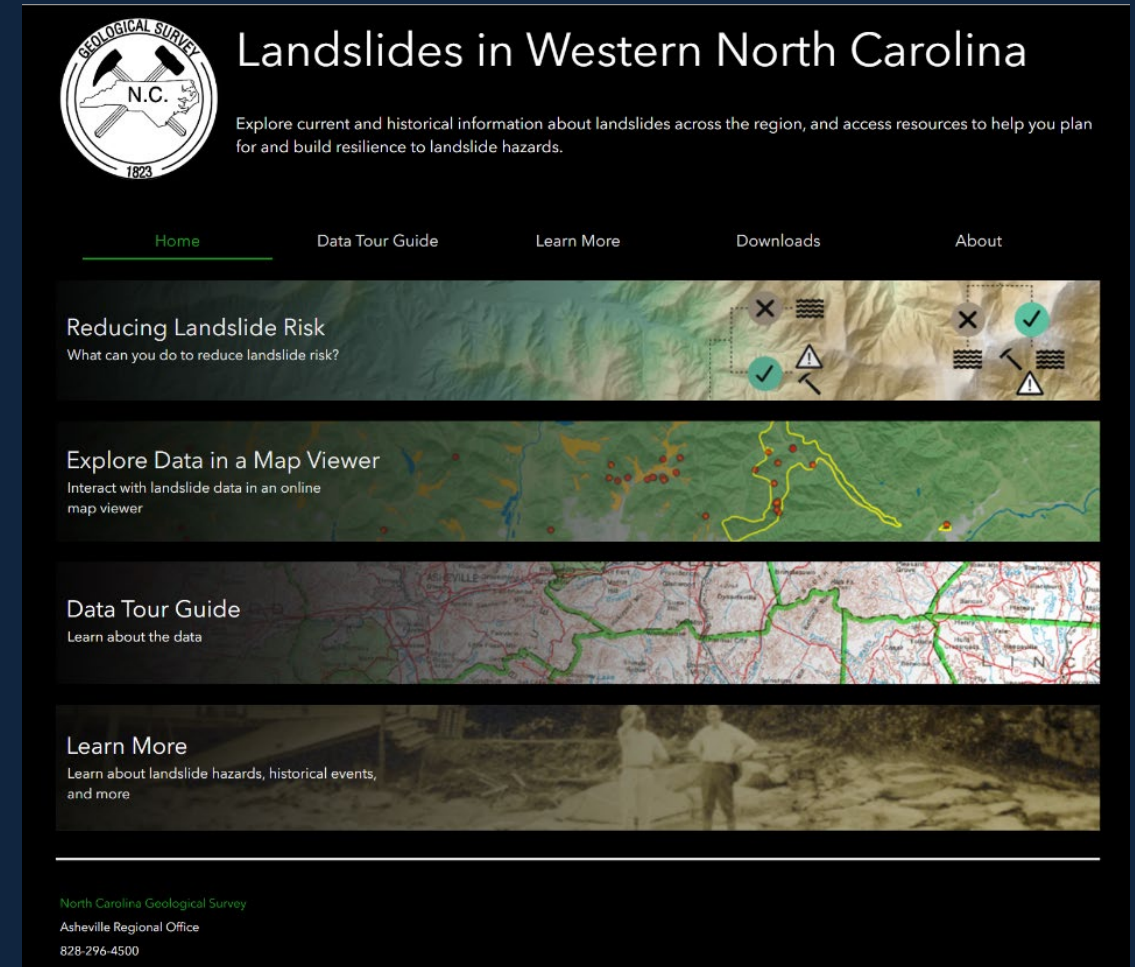 GEOLOGICAL SURVEY
N.C.
1823
Landslides in Western North Carolina
Explore current and historical information about landslides across the region, and access resources to help you plan
for and build resilience to landslide hazards.
Home Data Tour Guide Learn More Downloads About
Reducing Landslide Risk
What can you do to reduce landslide risk?
Explore Data in a Map Viewer
Interact with landslide data in an online
map viewer
Data Tour Guide
Learn about the data
ASHEVILLE
L I N C
Learn More
Learn about landslide hazards, historical events,
and more
North Carolina Geological Survey
Asheville Regional Office
828-296-4500